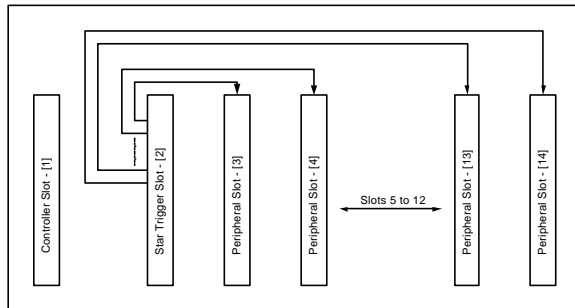 Controller Slot - [1]
Star Trigger Slot - [2]
Peripheral Slot - [3]
Peripheral Slot - [4]
Slots 5 to 12
Peripheral Slot - [13]
Peripheral Slot - [14]